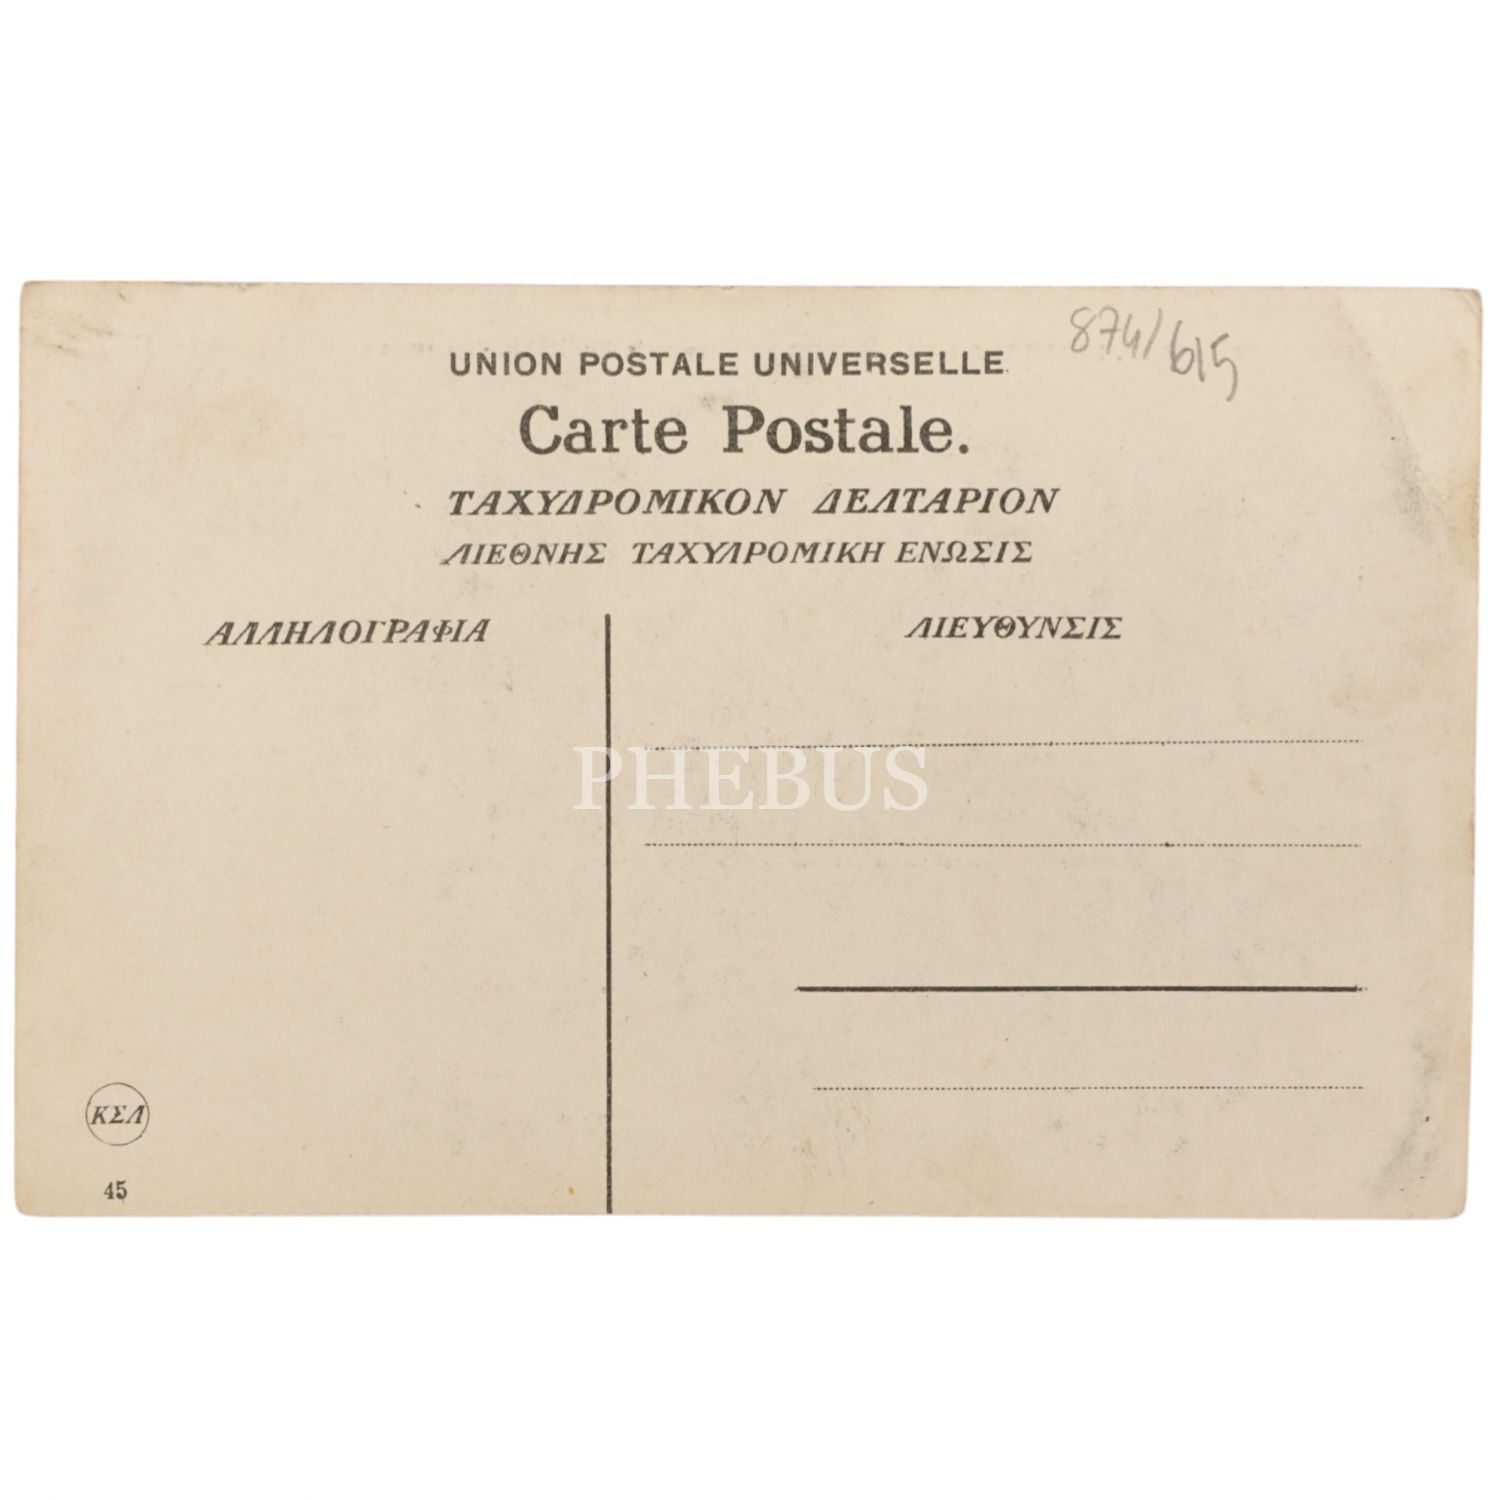 874/615
UNION POSTALE UNIVERSELLE
Carte Postale.
ΤΑΧΥΔΡΟΜΙΚΟΝ ΔΕΛΤΑΡΙΟΝ
ΔΙΕΘΝΗΣ ΤΑΧΥΔΡΟΜΙΚΗ ΕΝΩΣΙΣ
ΑΛΛΗΛΟΓΡΑΦΙΑ
ΔΙΕΥΘΥΝΣΙΣ
PHEBUS
ΚΣΛ
45